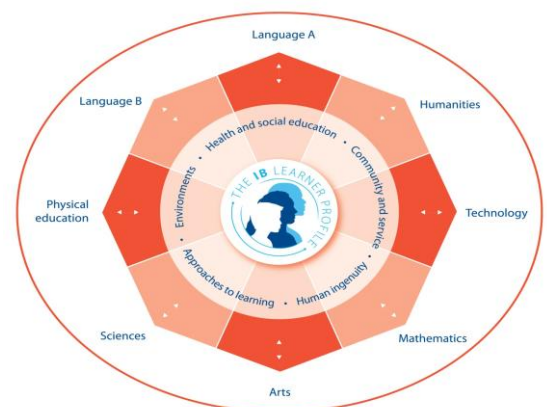 Language A
Language B
Humanities
Health and social education
Environments
Community and service
THE IB LEARNER PROFILE
Physical
education
Technology
Approaches to learning
Human ingenuity
Sciences
Mathematics
Arts